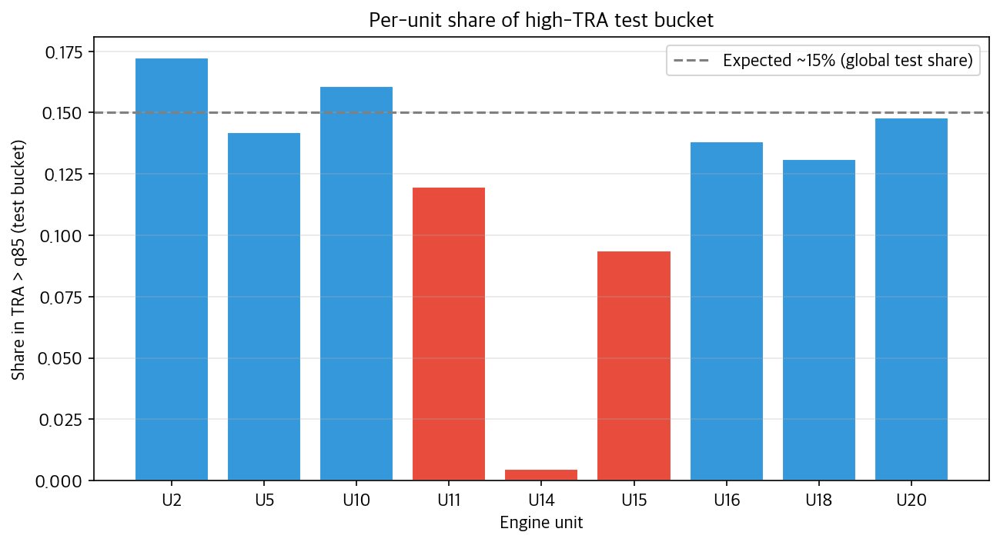 Per-unit share of high-TRA test bucket
Expected ~15% (global test share)
Share in TRA > q85 (test bucket)
0.175
0.150
0.125
0.100
0.075
0.050
0.025
0.000
U2 U5 U10 U11 U14 U15 U16 U18 U20
Engine unit